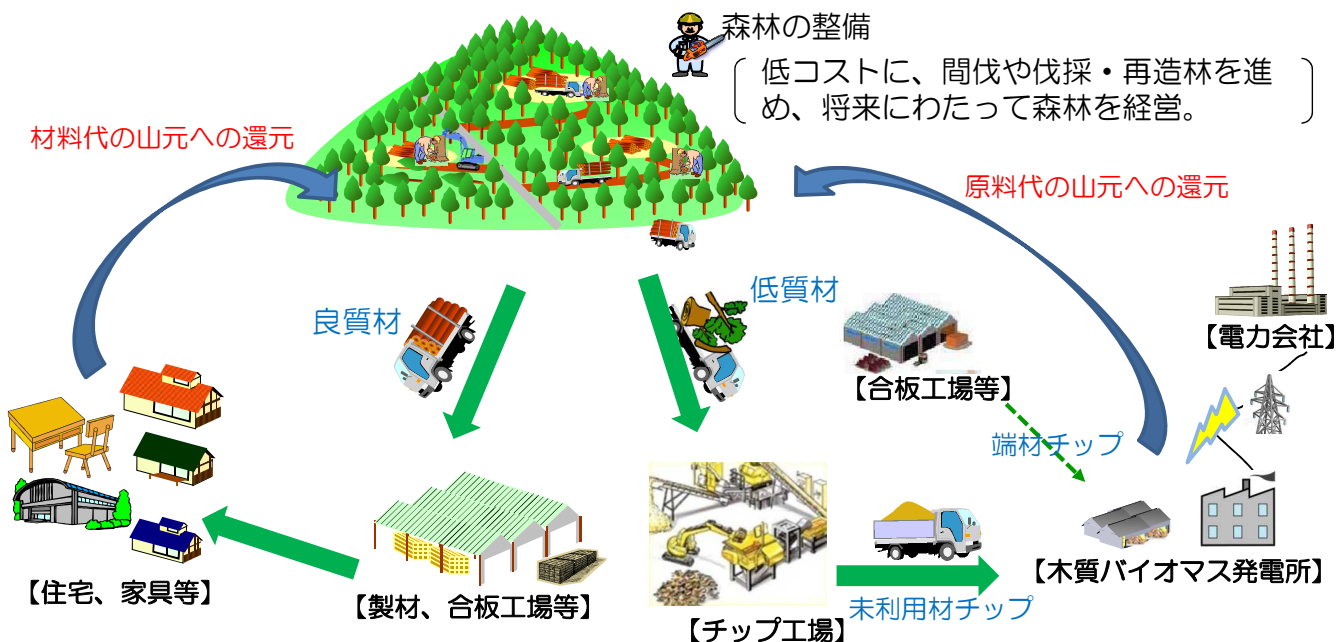 森林の整備
低コストに、間伐や伐採・再造林を進
め、将来にわたって森林を経営。
材料代の山元への還元
原料代の山元への還元
良質材
低質材
【電力会社】
【合板工場等】
端材チップ
【住宅、家具等】
【製材、合板工場等】
【チップ工場】
未利用材チップ
【木質バイオマス発電所】